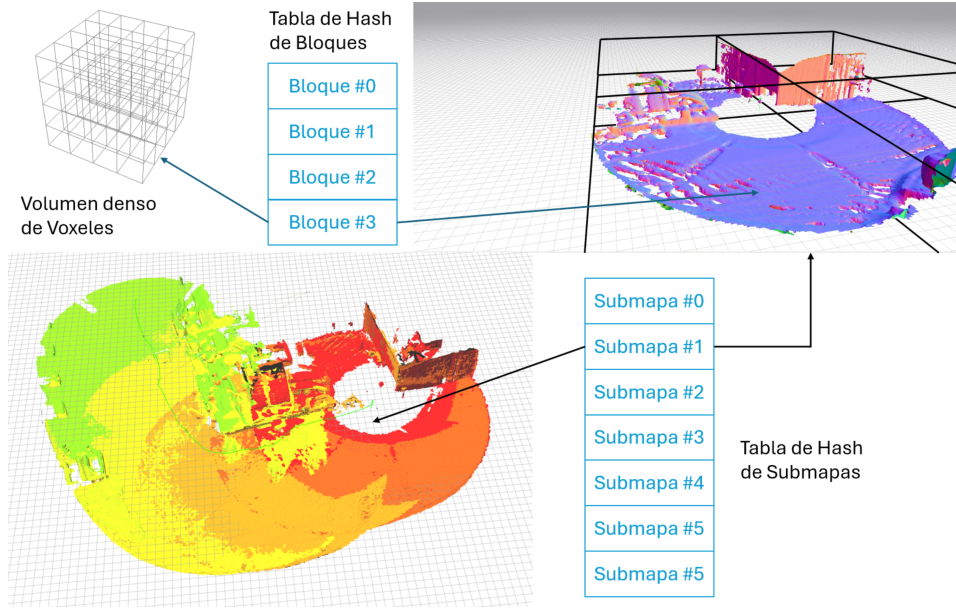 Tabla de Hash
de Bloques
Bloque #0
Bloque #1
Bloque #2
Bloque #3
Volumen denso
de Voxeles
Submapa #0
Submapa #1
Submapa #2
Submapa #3
Submapa #4
Submapa #5
Submapa #5
Tabla de Hash
de Submapas